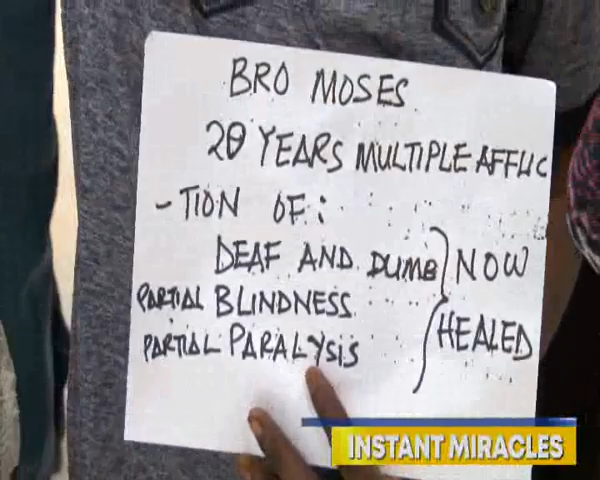 BRO MOSES
20 YEARS MULTIPLE AFFLIC
-TION OF:
DEAF AND DUMB
PARTIAL BLINDNESS
PARTIAL PARALYSIS
NOW
HEALED
INSTANT MIRACLES